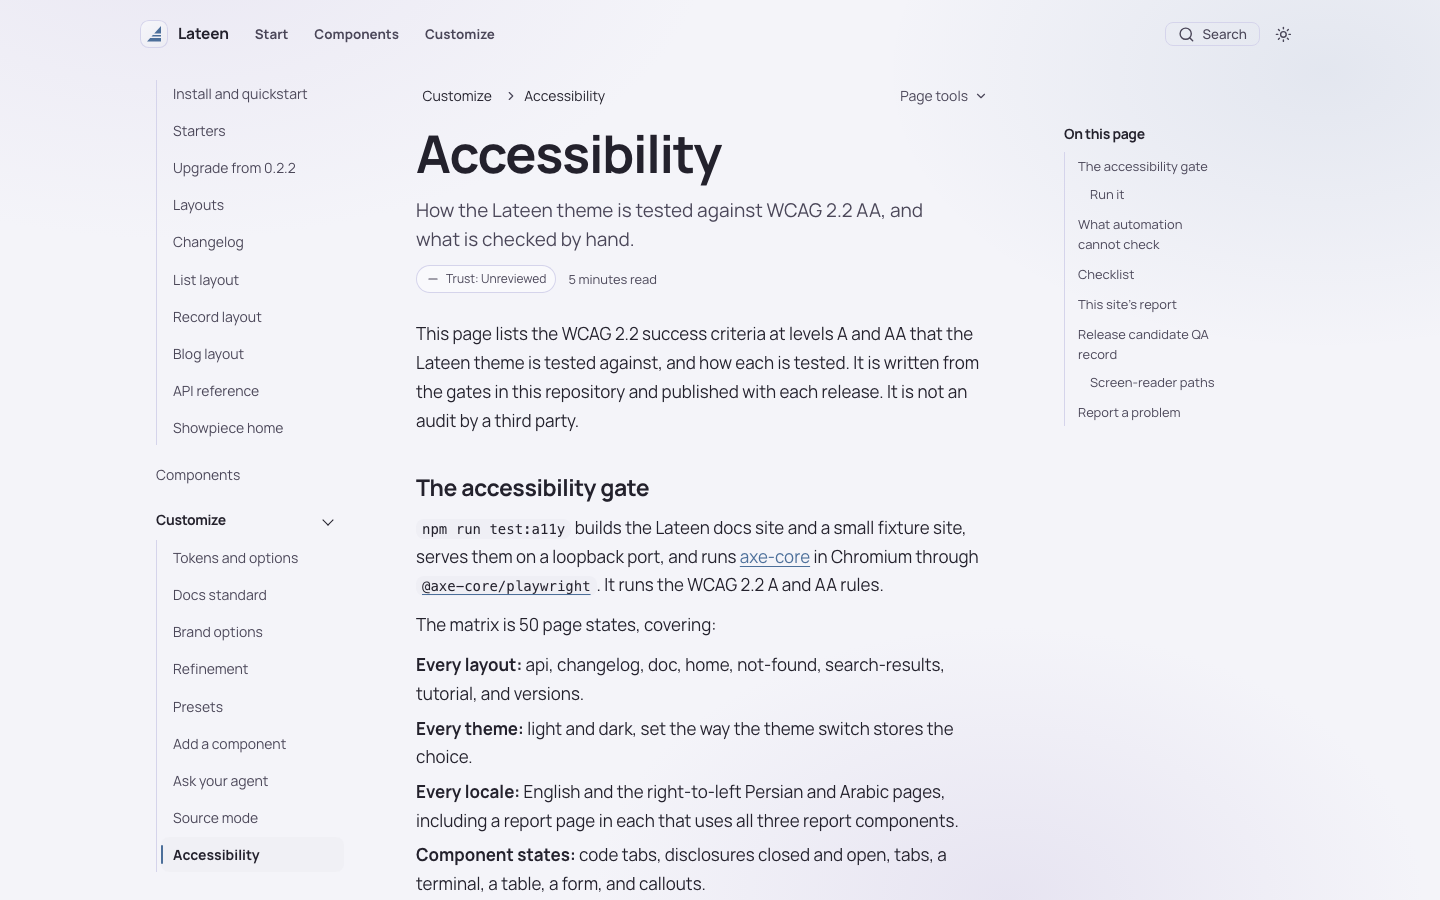 Lateen
Start
Components
Customize
Search
Install and quickstart
Starters
Upgrade from 0.2.2
Layouts
Changelog
List layout
Record layout
Blog layout
API reference
Showpiece home
Components
Customize
Tokens and options
Docs standard
Brand options
Refinement
Presets
Add a component
Ask your agent
Source mode
Accessibility
Customize > Accessibility
Page tools
Accessibility
How the Lateen theme is tested against WCAG 2.2 AA, and
what is checked by hand.
Trust: Unreviewed
5 minutes read
This page lists the WCAG 2.2 success criteria at levels A and AA that the
Lateen theme is tested against, and how each is tested. It is written from
the gates in this repository and published with each release. It is not an
audit by a third party.
The accessibility gate
npm run test:a11y builds the Lateen docs site and a small fixture site,
serves them on a loopback port, and runs axe-core in Chromium through
@axe-core/playwright . It runs the WCAG 2.2 A and AA rules.
The matrix is 50 page states, covering:
Every layout: api, changelog, doc, home, not-found, search-results,
tutorial, and versions.
Every theme: light and dark, set the way the theme switch stores the
choice.
Every locale: English and the right-to-left Persian and Arabic pages,
including a report page in each that uses all three report components.
Component states: code tabs, disclosures closed and open, tabs, a
terminal, a table, a form, and callouts.
On this page
The accessibility gate
Run it
What automation
cannot check
Checklist
This site's report
Release candidate QA
record
Screen-reader paths
Report a problem